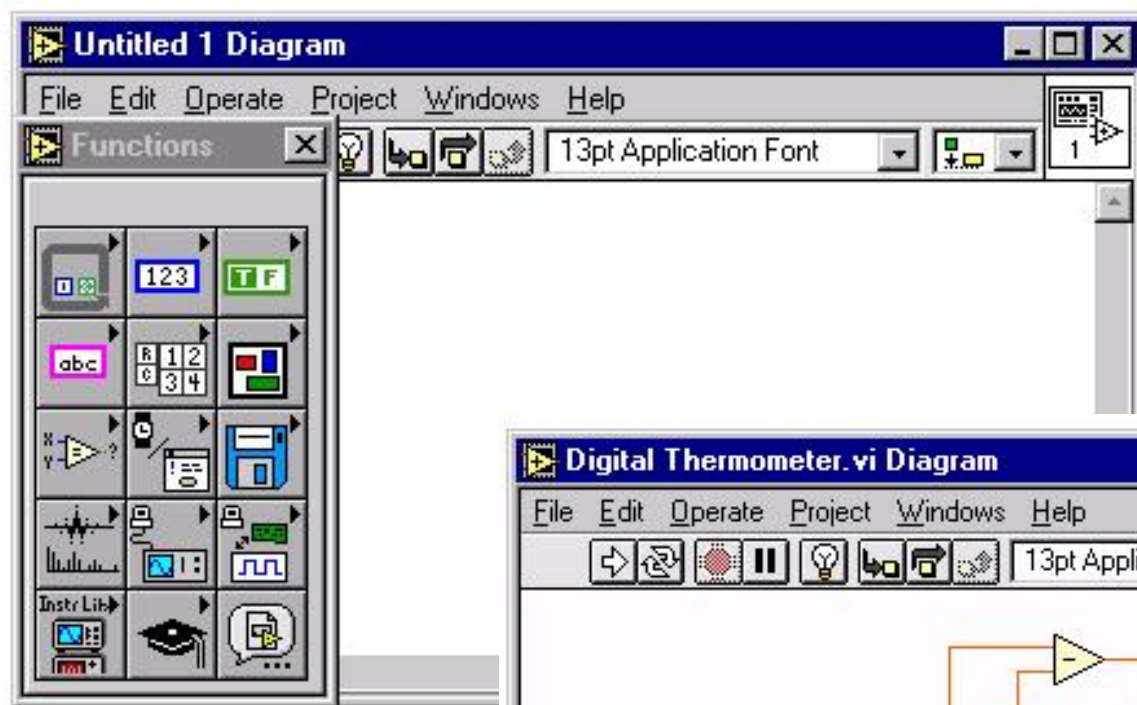 Untitled 1 Diagram
File Edit Operate Project Windows Help
Functions
13pt Application Font
1
123
TF
abc
R 1 2
C 3 4
X
Y ?
Instr Lib
Digital Thermometer.vi Diagram
File Edit Operate Project Windows Help
13pt Appli